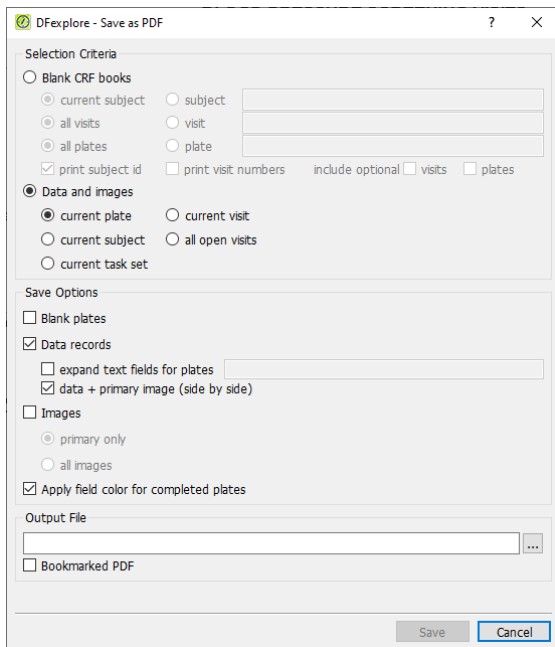 DFexplore - Save as PDF
Selection Criteria
Blank CRF books
current subject subject
all visits visit
all plates plate
print subject id print visit numbers include optional visits plates
Data and images
current plate current visit
current subject all open visits
current task set
Save Options
Blank plates
Data records
expand text fields for plates
data + primary image (side by side)
Images
primary only
all images
Apply field color for completed plates
Output File
...
Bookmarked PDF
Save Cancel